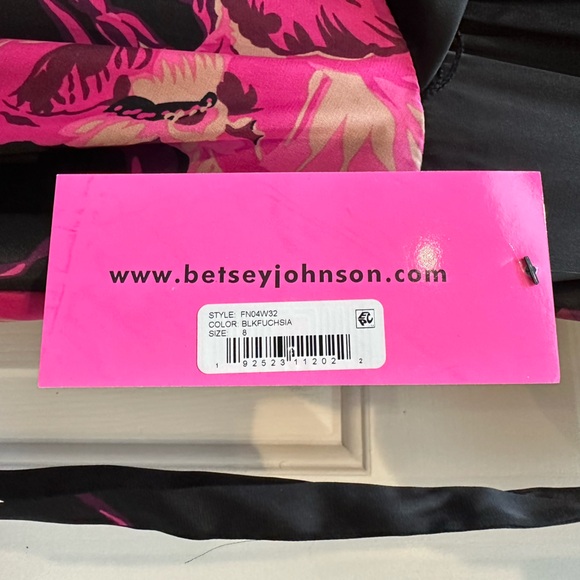 www.betseyjohnson.com
STYLE: FN04W32
COLOR: BLKFUCHSIA
SIZE: 8
1 92523 11202 2